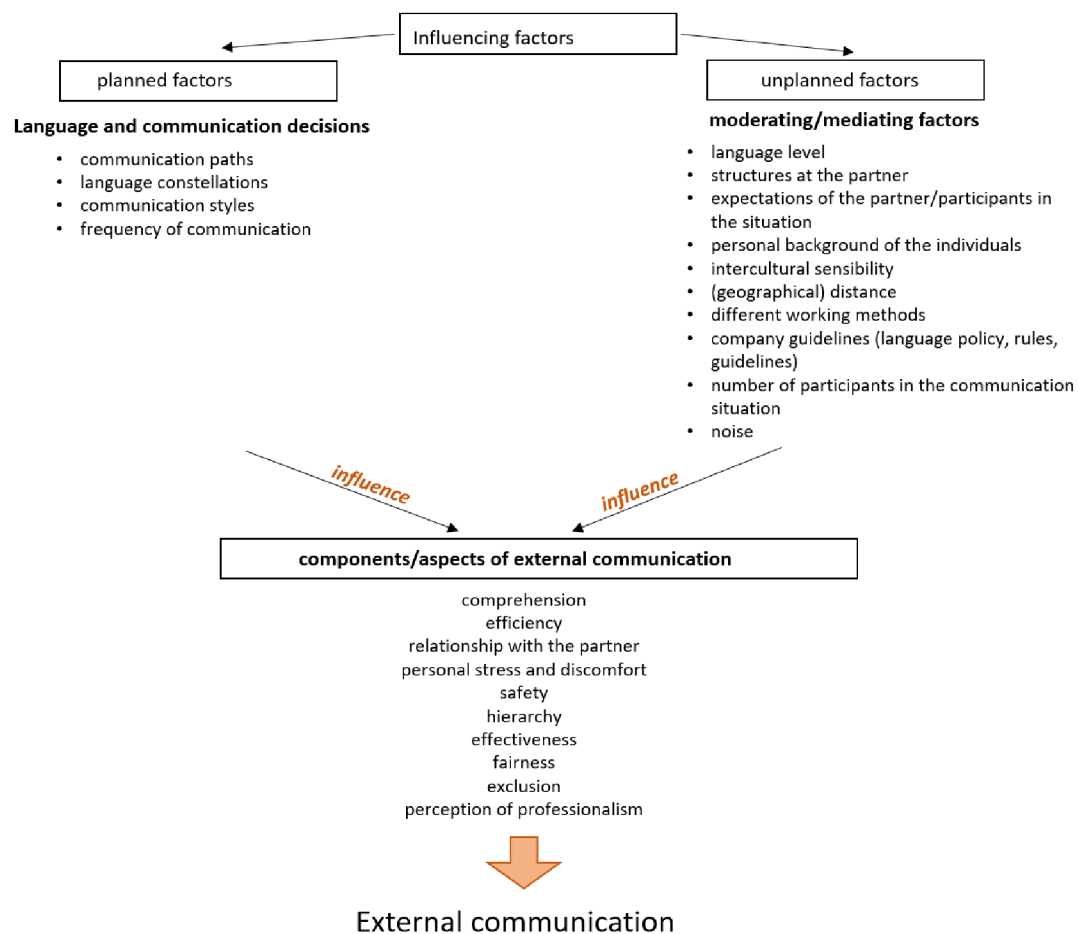 Influencing factors
planned factors
unplanned factors
Language and communication decisions
• communication paths
• language constellations
• communication styles
• frequency of communication
moderating/mediating factors
• language level
• structures at the partner
• expectations of the partner/participants in
the situation
• personal background of the individuals
• intercultural sensibility
• (geographical) distance
• different working methods
• company guidelines (language policy, rules,
guidelines)
• number of participants in the communication
situation
• noise
influence
influence
components/aspects of external communication
comprehension
efficiency
relationship with the partner
personal stress and discomfort
safety
hierarchy
effectiveness
fairness
exclusion
perception of professionalism
External communication